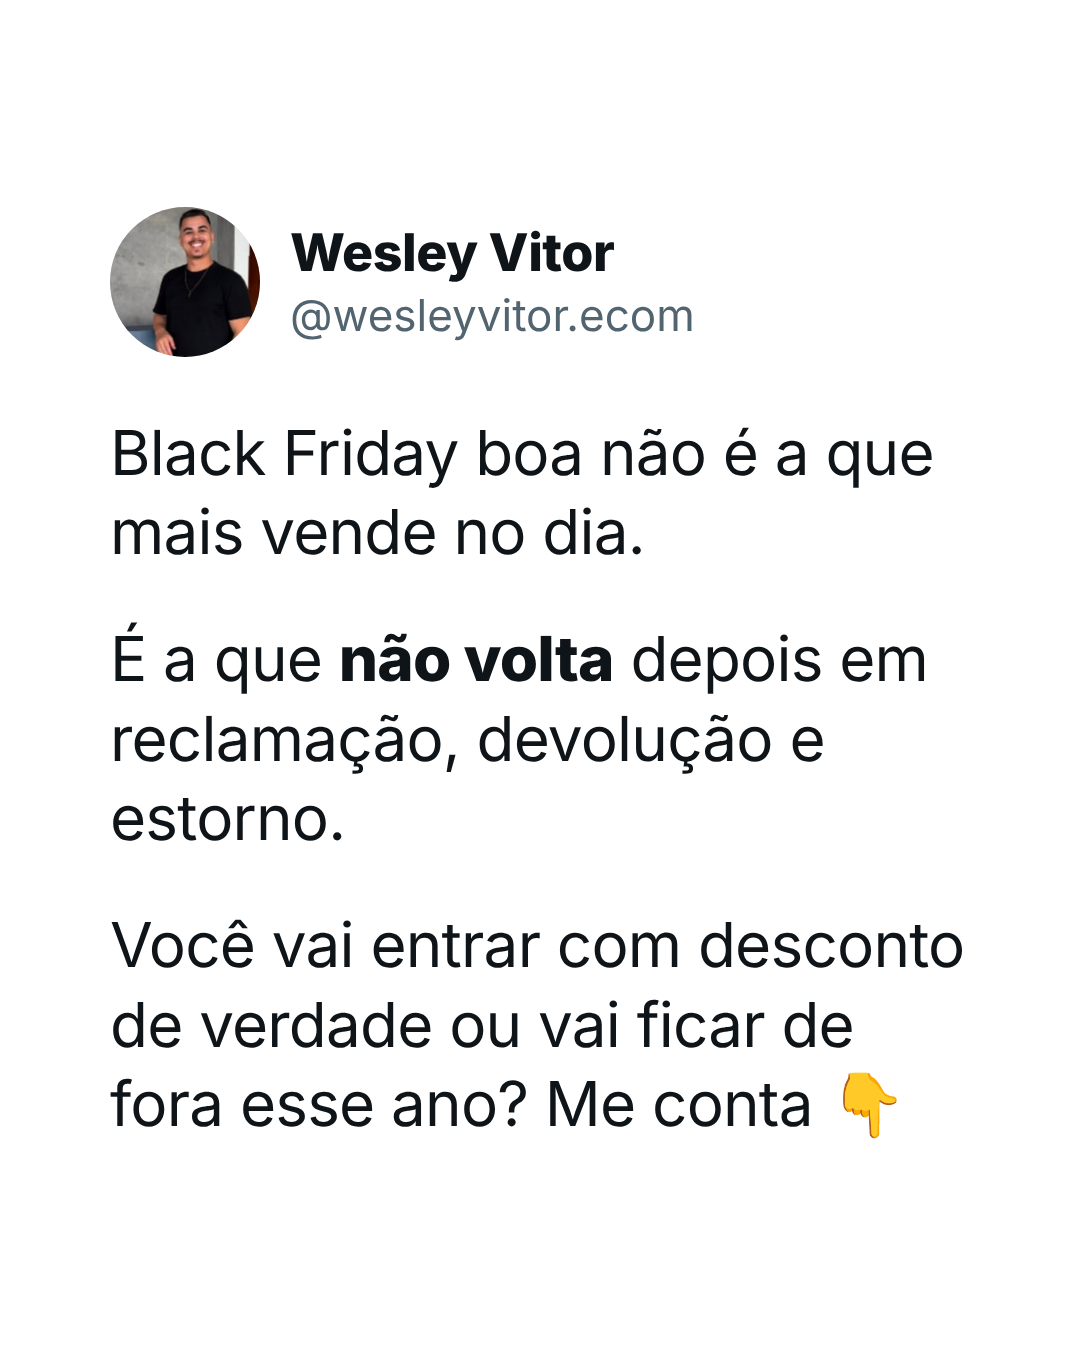 Wesley Vitor
@wesleyvitor.ecom
Black Friday boa não é a que
mais vende no dia.
É a que não volta depois em
reclamação, devolução e
estorno.
Você vai entrar com desconto
de verdade ou vai ficar de
fora esse ano? Me conta 👇